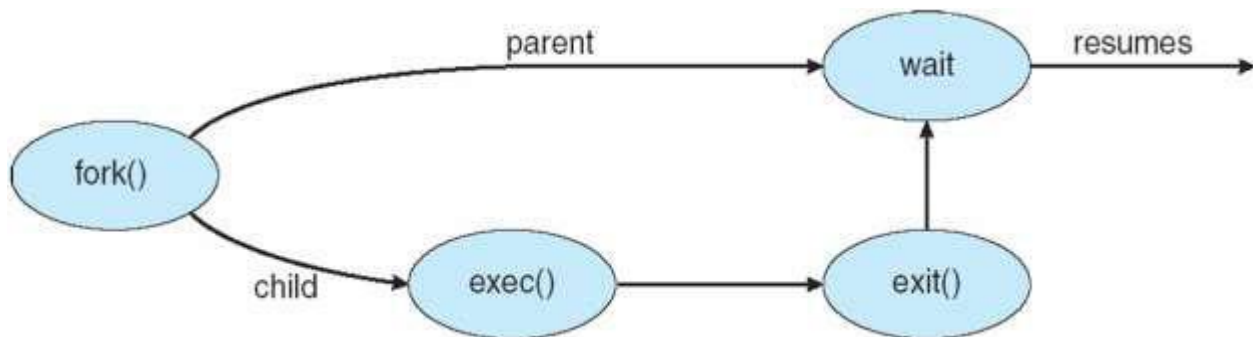 parent
resumes
wait
fork()
child
exec()
exit()